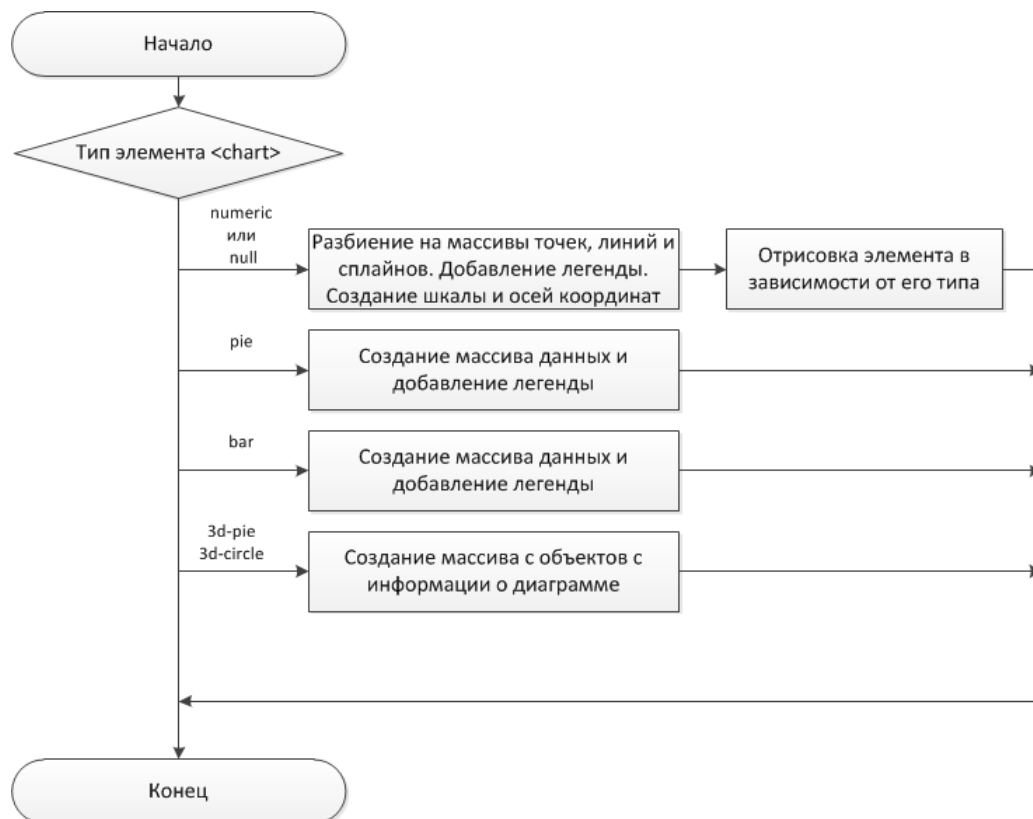 Начало
Тип элемента <chart>
numeric
или
null
Разбиение на массивы точек, линий и
сплайнов. Добавление легенды.
Создание шкалы и осей координат
Отрисовка элемента в
зависимости от его типа
pie
Создание массива данных и
добавление легенды
bar
Создание массива данных и
добавление легенды
3d-pie
3d-circle
Создание массива с объектов с
информации о диаграмме
Конец